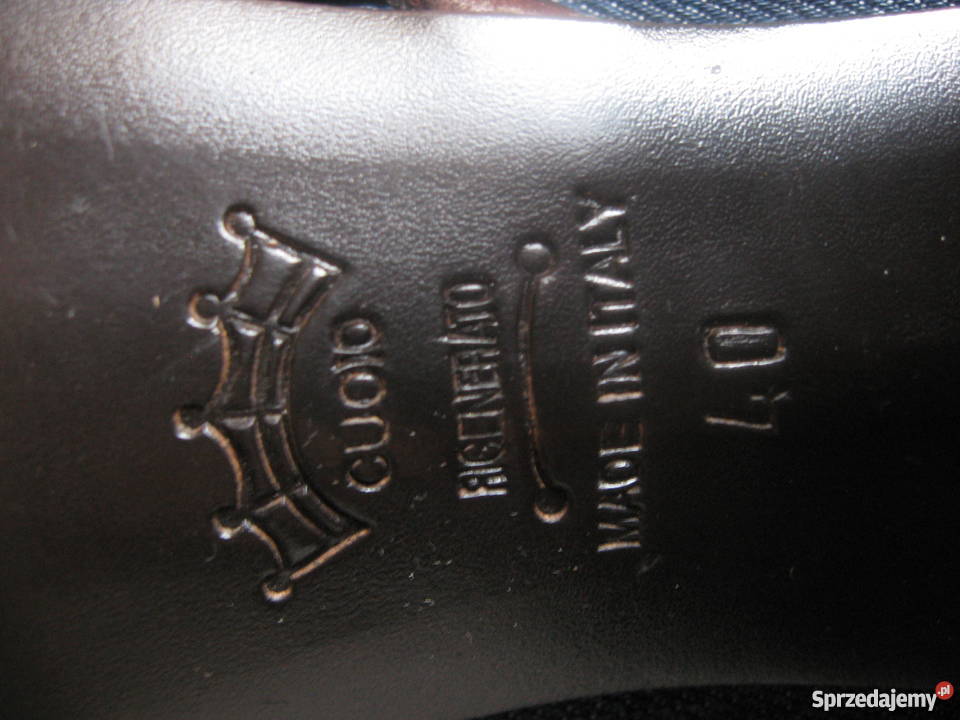 CUOIO
RIGENERATO
MADE IN ITALY
40
Sprzedajemy.pl